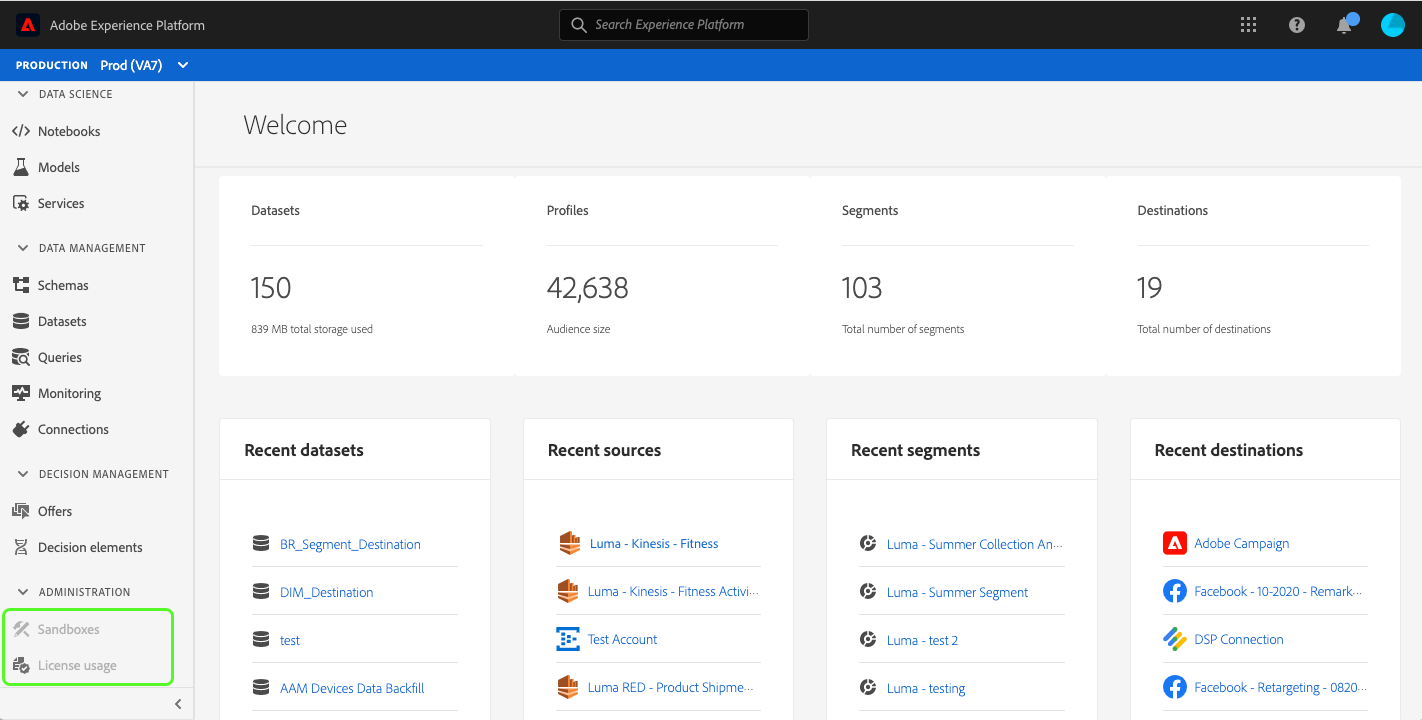 Adobe Experience Platform
Search Experience Platform
PRODUCTION Prod (VA7)
DATA SCIENCE
Notebooks
Models
Services
DATA MANAGEMENT
Schemas
Datasets
Queries
Monitoring
Connections
DECISION MANAGEMENT
Offers
Decision elements
ADMINISTRATION
Sandboxes
License usage
Welcome
Datasets
150
839 MB total storage used
Profiles
42,638
Audience size
Segments
103
Total number of segments
Destinations
19
Total number of destinations
Recent datasets
BR_Segment_Destination
DIM_Destination
test
AAM Devices Data Backfill
Recent sources
Luma - Kinesis - Fitness
Luma - Kinesis - Fitness Activi...
Test Account
Luma RED - Product Shipme...
Recent segments
Luma - Summer Collection An...
Luma - Summer Segment
Luma - test 2
Luma - testing
Recent destinations
Adobe Campaign
Facebook - 10-2020 - Remark...
DSP Connection
Facebook - Retargeting - 0820...